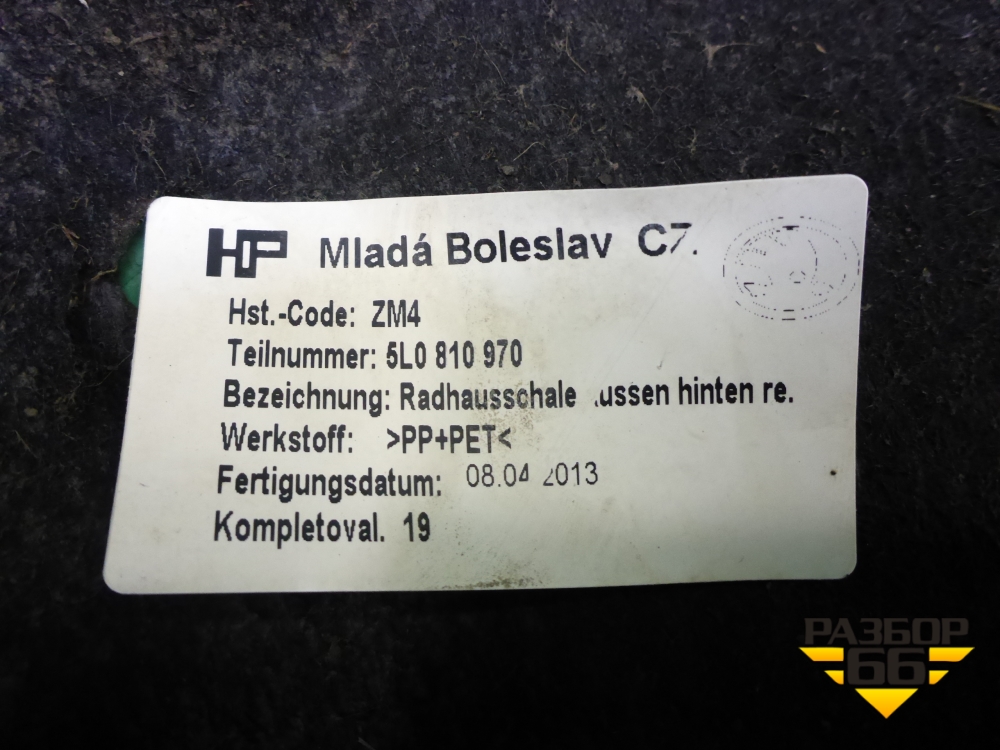 HP Mladá Boleslav
Hst.-Code: ZM4
Teilnummer: 5L0 810 970
Bezeichnung: Radhausschale ussen hinten re.
Werkstoff: >PP+PET<
Fertigungsdatum: 08.04 2013
Kompletoval. 19
РАЗБОР
66